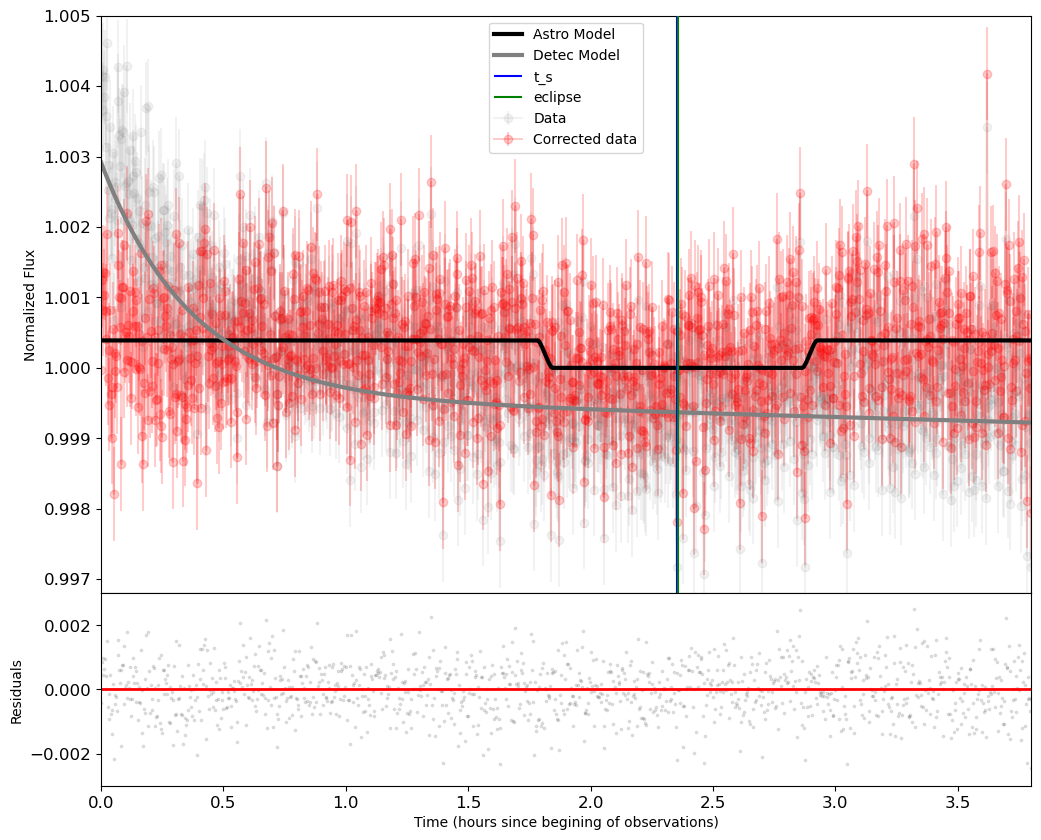 1.005
1.004
1.003
1.002
1.001
1.000
0.999
0.998
0.997
Normalized Flux
Astro Model
Detec Model
t_s
eclipse
Data
Corrected data
0.002
0.000
−0.002
Residuals
0.0 0.5 1.0 1.5 2.0 2.5 3.0 3.5
Time (hours since begining of observations)